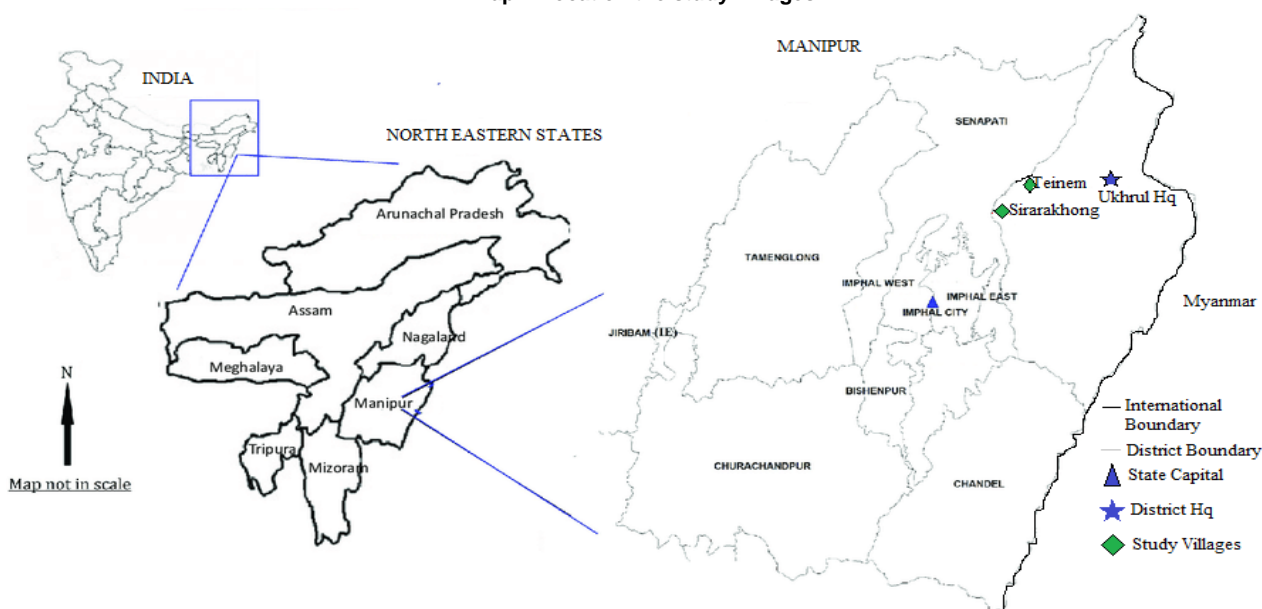 INDIA
NORTH EASTERN STATES
Arunachal Pradesh
Assam
Nagaland
Meghalaya
Manipur
Tripura
Mizoram
N
Map not in scale
MANIPUR
SENAPATI
Teinem
Ukhrul Hq
Sirarakhong
TAMENGLONG
IMPHAL WEST
IMPHAL EAST
IMPHAL CITY
Myanmar
JIRIBAM (IE)
BISHENPUR
CHURACHANDPUR
CHANDEL
International
Boundary
District Boundary
State Capital
District Hq
Study Villages